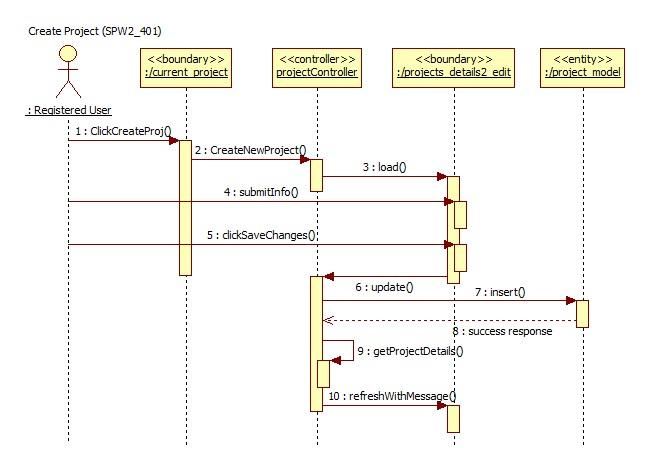 Create Project (SPW2_401)
<<boundary>>
:/current_project
<<controller>>
projectController
<<boundary>>
:/projects_details2_edit
<<entity>>
:/project_model
: Registered User
1 : ClickCreateProj()
2 : CreateNewProject()
3 : load()
4 : submitInfo()
5 : clickSaveChanges()
6 : update()
7 : insert()
8 : success response
9 : getProjectDetails()
10 : refreshWithMessage()